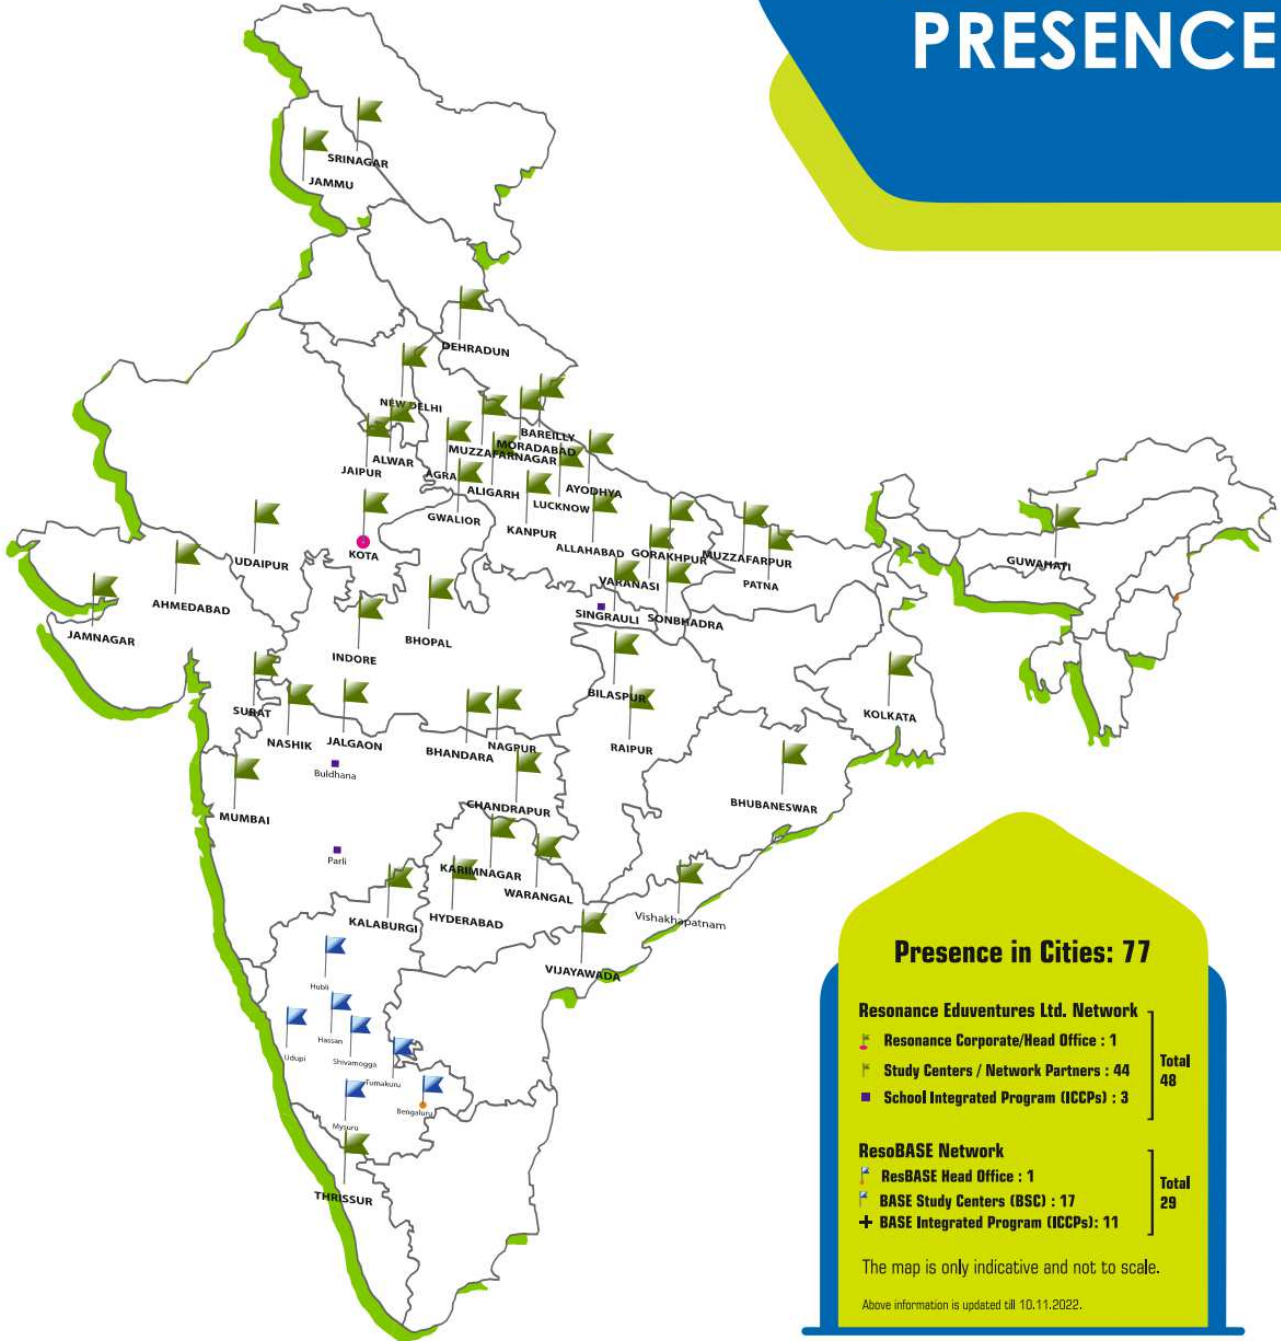 PRESENCE
SRINAGAR
JAMMU
DEHRADUN
NEW DELHI
BAREILLY
MORADABAD
MUZZAFARNAGAR
ALWAR
JAIPUR
AGRA
ALIGARH
AYODHYA
LUCKNOW
GWALIOR
KANPUR
ALLAHABAD
GORAKHPUR
MUZZAFARPUR
KOTA
UDAIPUR
GUWAHATI
VARANASI
PATNA
AHMEDABAD
SINGRAULI
SONBHADRA
JAMNAGAR
BHOPAL
INDORE
BILASPUR
SURAT
KOLKATA
NASHIK
JALGAON
BHANDARA
NAGPUR
RAIPUR
Buldhana
CHANDRAPUR
BHUBANESWAR
MUMBAI
Parli
KARIMNAGAR
WARANGAL
KALABURGI
HYDERABAD
Vishakhapatnam
VIJAYAWADA
Hubli
Hassan
Udupi
Shivamogga
Tumakuru
Bengaluru
Mysuru
THRISSUR
Presence in Cities: 77
Resonance Eduventures Ltd. Network
Resonance Corporate/Head Office : 1
Study Centers / Network Partners : 44
School Integrated Program (ICCPs) : 3
Total
48
ResoBASE Network
ResBASE Head Office : 1
BASE Study Centers (BSC) : 17
BASE Integrated Program (ICCPs): 11
Total
29
The map is only indicative and not to scale.
Above information is updated till 10.11.2022.